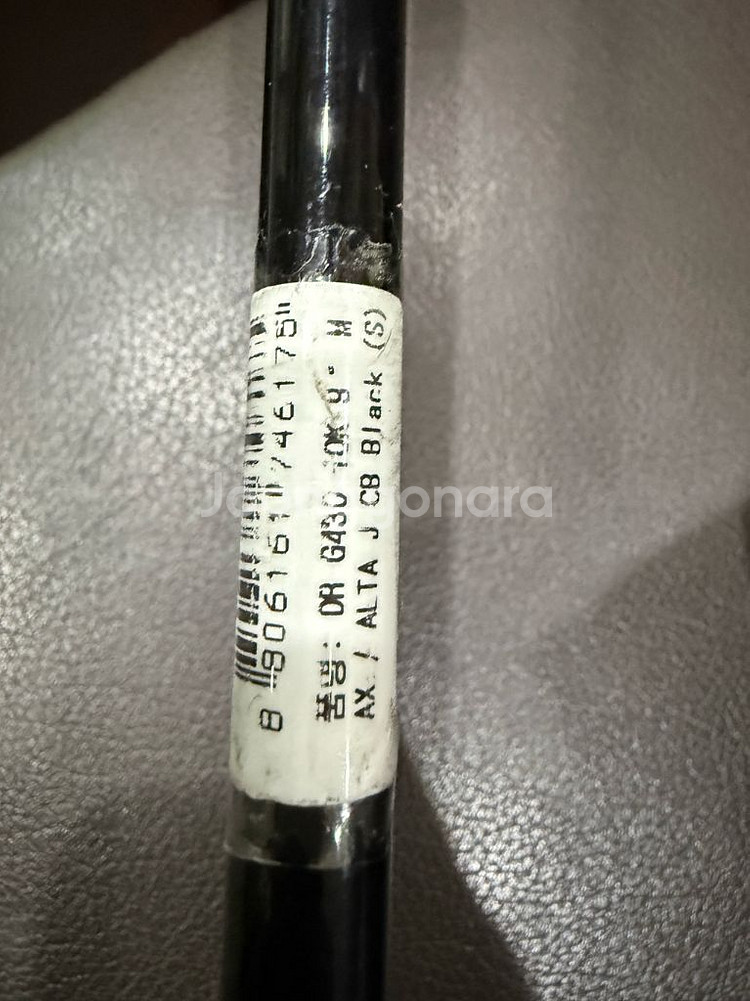 8 806161 746175
품명: DR G430 10K 9° M
AX / ALTA J CB Black (S)